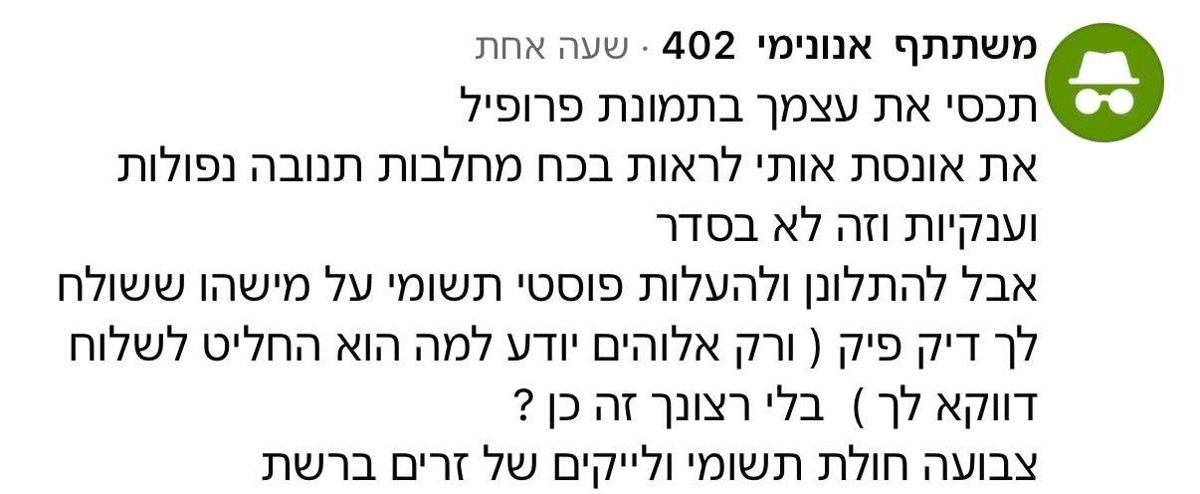 משתתף אנונימי 402 · שעה אחת
תכסי את עצמך בתמונת פרופיל
את אונסת אותי לראות בכח מחלבות תנובה נפולות
וענקיות וזה לא בסדר
אבל להתלונן ולהעלות פוסטי תשומי על מישהו ששולח
לך דיק פיק ( ורק אלוהים יודע למה הוא החליט לשלוח
דווקא לך ) בלי רצונך זה כן ?
צבועה חולת תשומי ולייקים של זרים ברשת